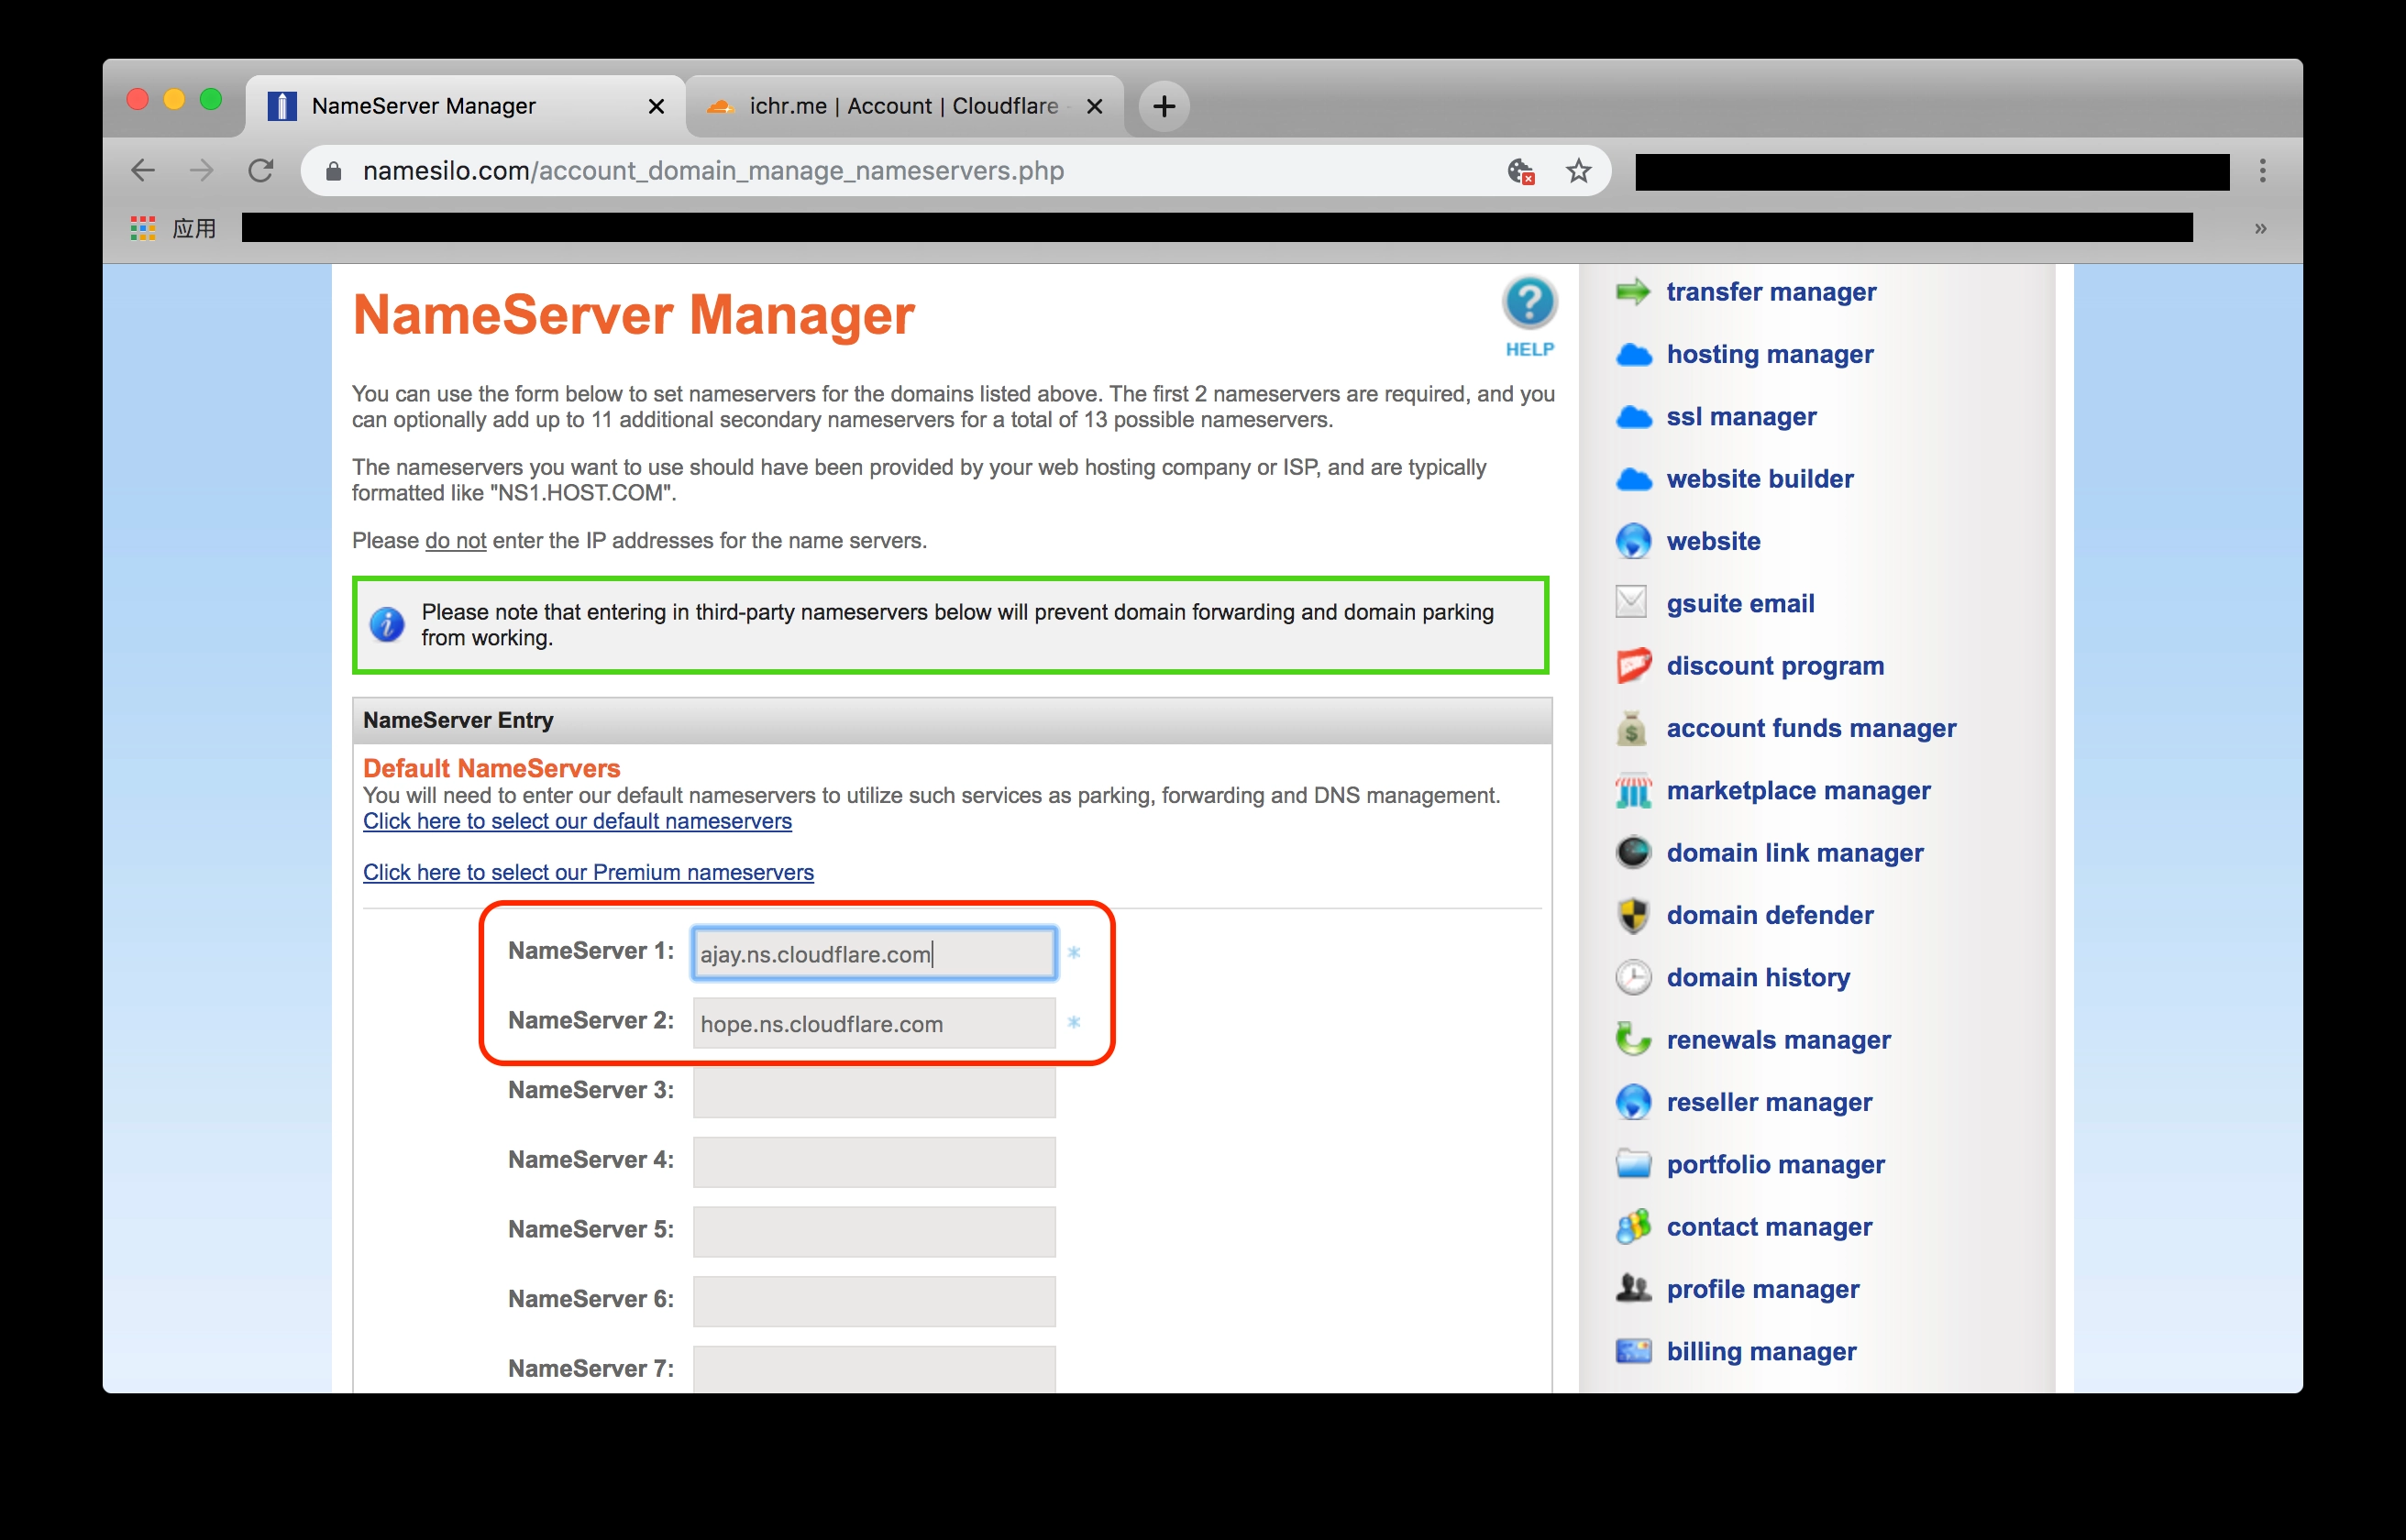 NameServer Manager
ichr.me | Account | Cloudflare -
namesilo.com/account_domain_manage_nameservers.php
应用
»
NameServer Manager
HELP
You can use the form below to set nameservers for the domains listed above. The first 2 nameservers are required, and you
can optionally add up to 11 additional secondary nameservers for a total of 13 possible nameservers.
The nameservers you want to use should have been provided by your web hosting company or ISP, and are typically
formatted like "NS1.HOST.COM".
Please do not enter the IP addresses for the name servers.
Please note that entering in third-party nameservers below will prevent domain forwarding and domain parking
from working.
NameServer Entry
Default NameServers
You will need to enter our default nameservers to utilize such services as parking, forwarding and DNS management.
Click here to select our default nameservers
Click here to select our Premium nameservers
NameServer 1: ajay.ns.cloudflare.com *
NameServer 2: hope.ns.cloudflare.com *
NameServer 3:
NameServer 4:
NameServer 5:
NameServer 6:
NameServer 7:
transfer manager
hosting manager
ssl manager
website builder
website
gsuite email
discount program
account funds manager
marketplace manager
domain link manager
domain defender
domain history
renewals manager
reseller manager
portfolio manager
contact manager
profile manager
billing manager